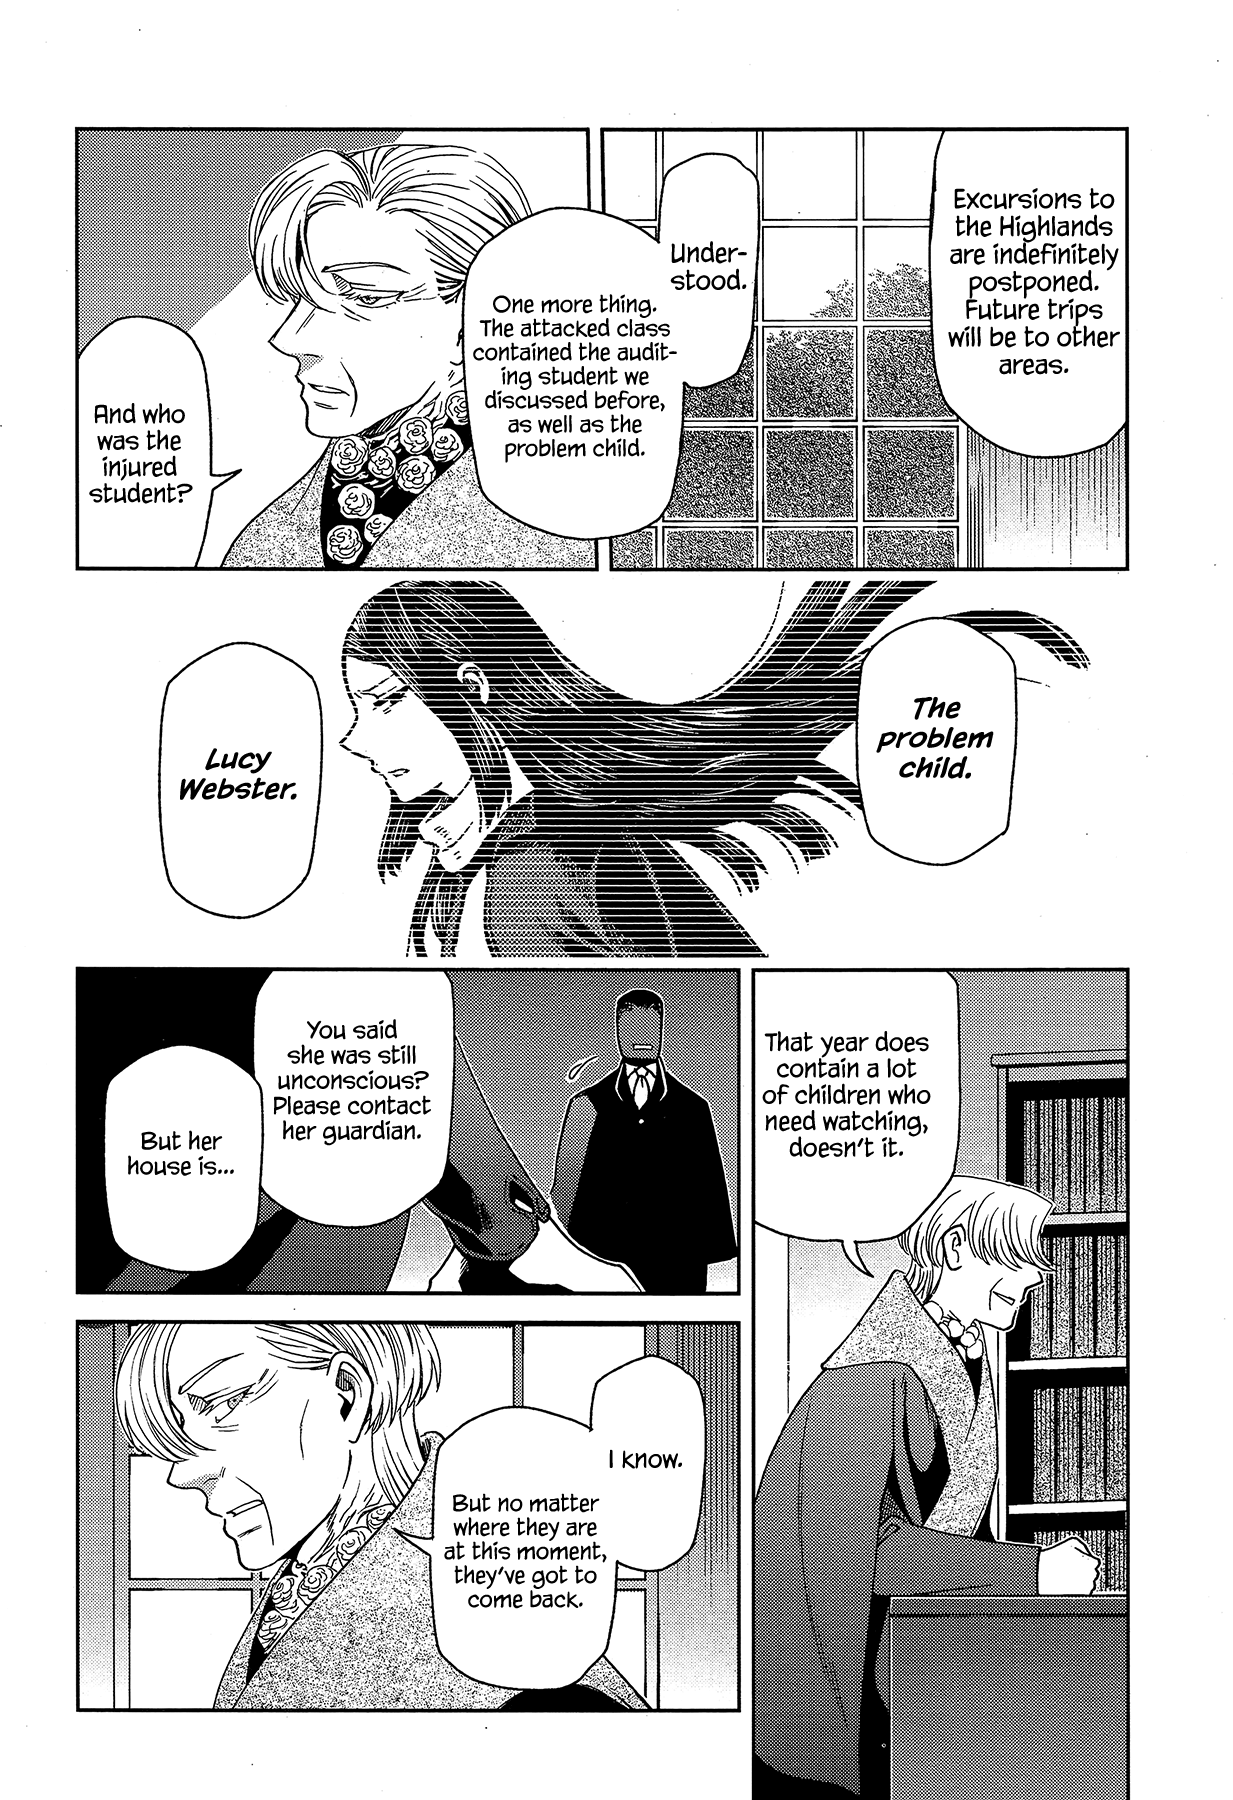 Excursions to
the Highlands
are indefinitely
postponed.
Future trips
will be to other
areas.
Under-
stood.
One more thing.
The attacked class
contained the audit-
ing student we
discussed before,
as well as the
problem child.
And who
was the
injured
student?
The
problem
child.
Lucy
Webster.
That year does
contain a lot
of children who
need watching,
doesn't it.
You said
she was still
unconscious?
Please contact
her guardian.
But her
house is...
I know.
But no matter
where they are
at this moment,
they've got to
come back.